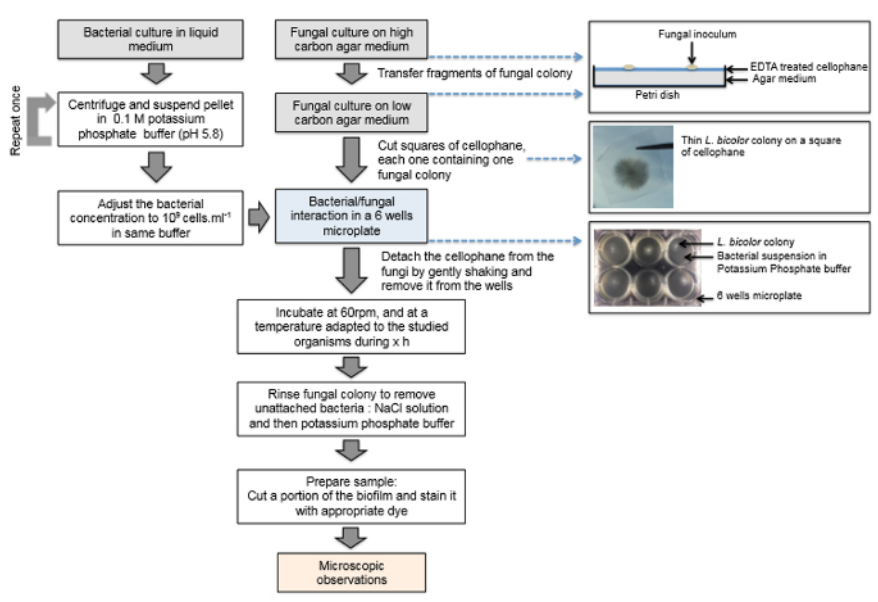 Bacterial culture in liquid
medium
Fungal culture on high
carbon agar medium
Transfer fragments of fungal colony
Repeat once
Centrifuge and suspend pellet
in 0.1 M potassium
phosphate buffer (pH 5.8)
Fungal culture on low
carbon agar medium
Cut squares of cellophane,
each one containing one
fungal colony
Adjust the bacterial
concentration to 10⁹ cells.ml⁻¹
in same buffer
Bacterial/fungal
interaction in a 6 wells
microplate
Detach the cellophane from the
fungi by gently shaking and
remove it from the wells
Incubate at 60rpm, and at a
temperature adapted to the
studied organisms during x h
Rinse fungal colony to remove
unattached bacteria : NaCl solution
and then potassium phosphate buffer
Prepare sample:
Cut a portion of the biofilm and stain it
with appropriate dye
Microscopic
observations
Fungal inoculum
EDTA treated cellophane
Agar medium
Petri dish
Thin L. bicolor colony on a square
of cellophane
L. bicolor colony
Bacterial suspension in
Potassium Phosphate buffer
6 wells microplate